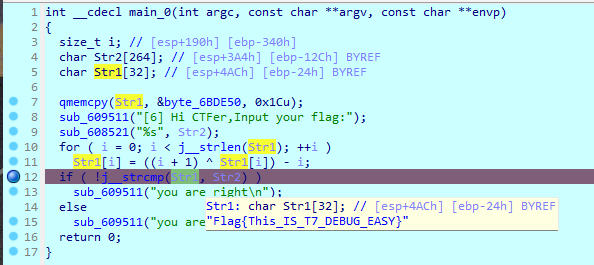 1 int __cdecl main_0(int argc, const char **argv, const char **envp)
2 {
3 size_t i; // [esp+190h] [ebp-340h]
4 char Str2[264]; // [esp+3A4h] [ebp-12Ch] BYREF
5 char Str1[32]; // [esp+4ACh] [ebp-24h] BYREF
6
7 qmemcpy(Str1, &byte_6BDE50, 0x1Cu);
8 sub_609511("[6] Hi CTFer,Input your flag:");
9 sub_608521("%s", Str2);
10 for ( i = 0; i < j__strlen(Str1); ++i )
11 Str1[i] = ((i + 1) ^ Str1[i]) - i;
12 if ( !j__strcmp(Str1, Str2) )
13 sub_609511("you are right\n");
14 else
Str1: char Str1[32]; // [esp+4ACh] [ebp-24h] BYREF
15 sub_609511("you are
"Flag{This_IS_T7_DEBUG_EASY}"
16 return 0;
17 }